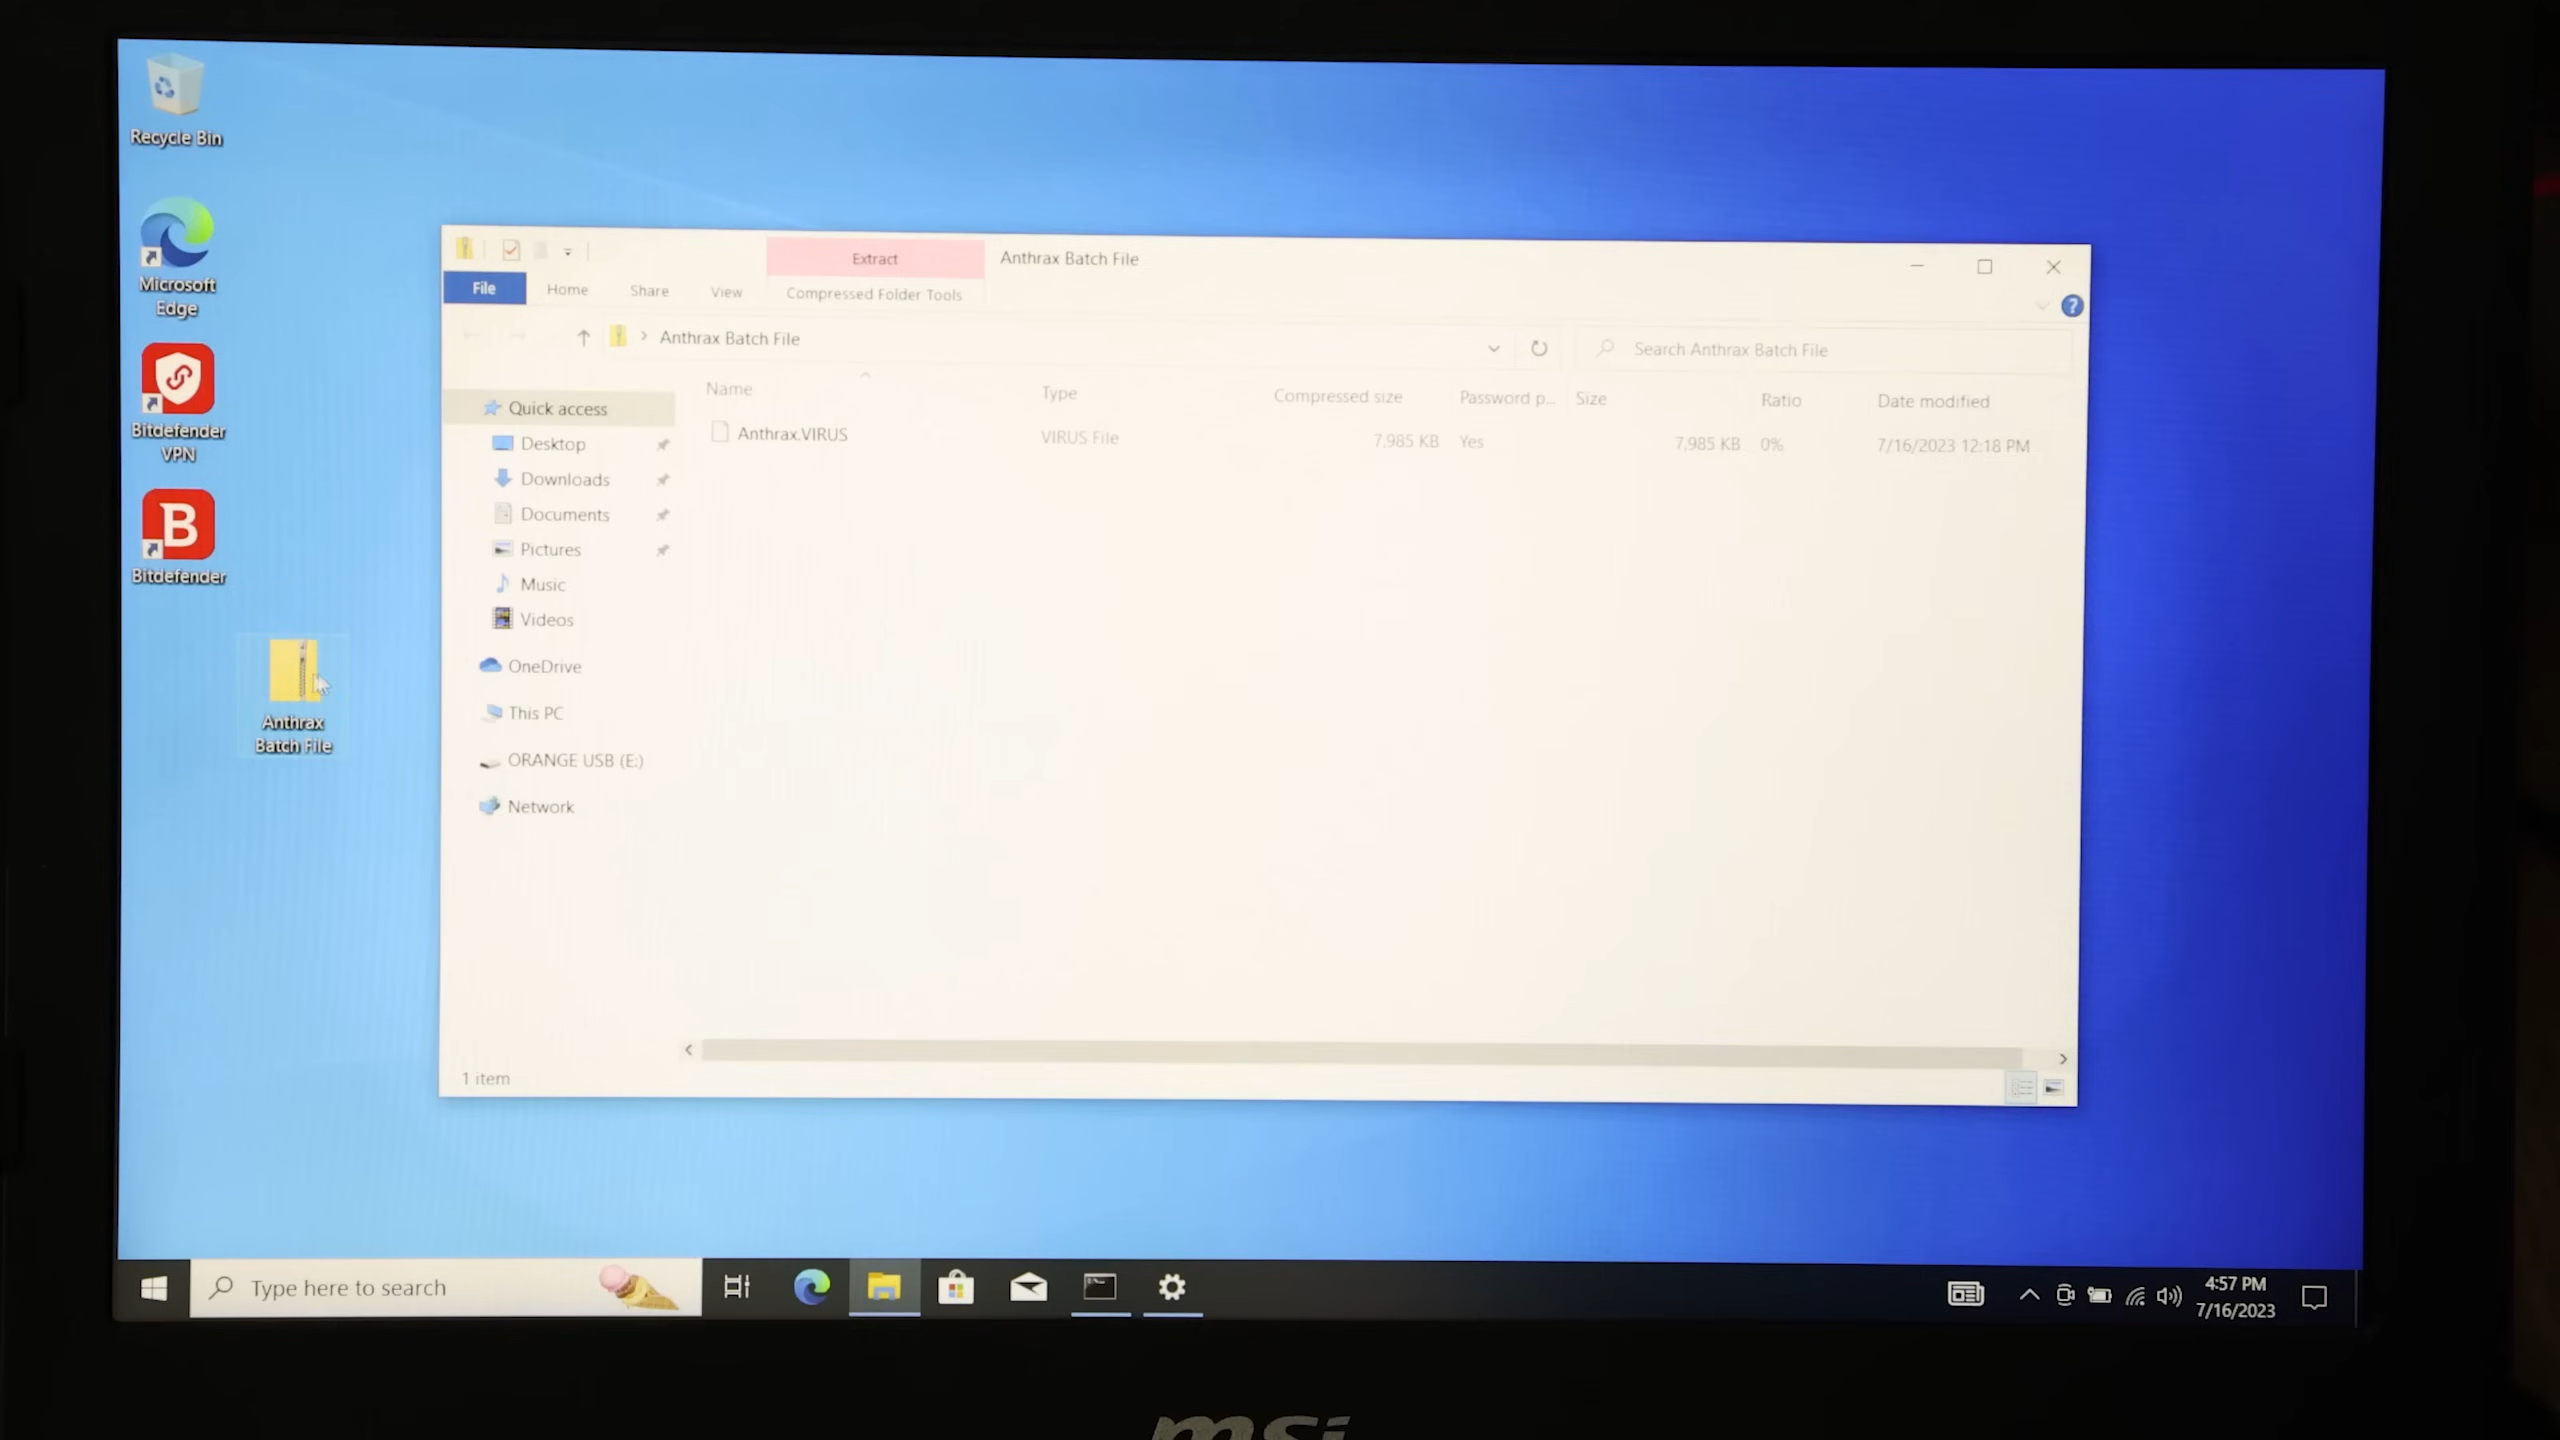 Recycle Bin
Microsoft
Edge
Bitdefender
VPN
Bitdefender
Anthrax
Batch File
Extract
Anthrax Batch File
File
Home
Share
View
Compressed Folder Tools
?
Anthrax Batch File
Search Anthrax Batch File
Name
Type
Compressed size
Password p...
Size
Ratio
Date modified
Anthrax.VIRUS
VIRUS File
7,985 KB
Yes
7,985 KB
0%
7/16/2023 12:18 PM
Quick access
Desktop
Downloads
Documents
Pictures
Music
Videos
OneDrive
This PC
ORANGE USB (E:)
Network
1 item
Type here to search
4:57 PM
7/16/2023
msi